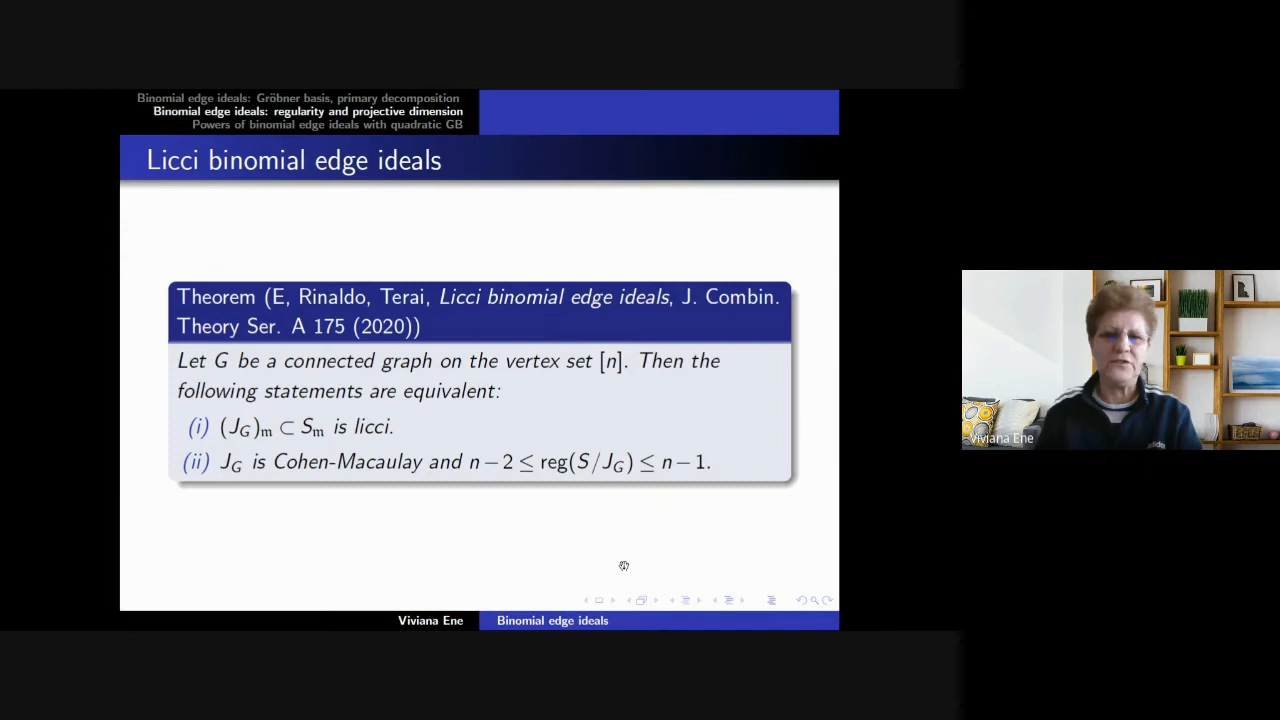 Binomial edge ideals: Gröbner basis, primary decomposition
Binomial edge ideals: regularity and projective dimension
Powers of binomial edge ideals with quadratic GB
Licci binomial edge ideals
Theorem (E, Rinaldo, Terai, Licci binomial edge ideals, J. Combin.
Theory Ser. A 175 (2020))
Let G be a connected graph on the vertex set [n]. Then the
following statements are equivalent:
(i) (J_G)_𝔪 ⊂ S_𝔪 is licci.
(ii) J_G is Cohen-Macaulay and n − 2 ≤ reg(S/J_G) ≤ n − 1.
Viviana Ene
Viviana Ene Binomial edge ideals